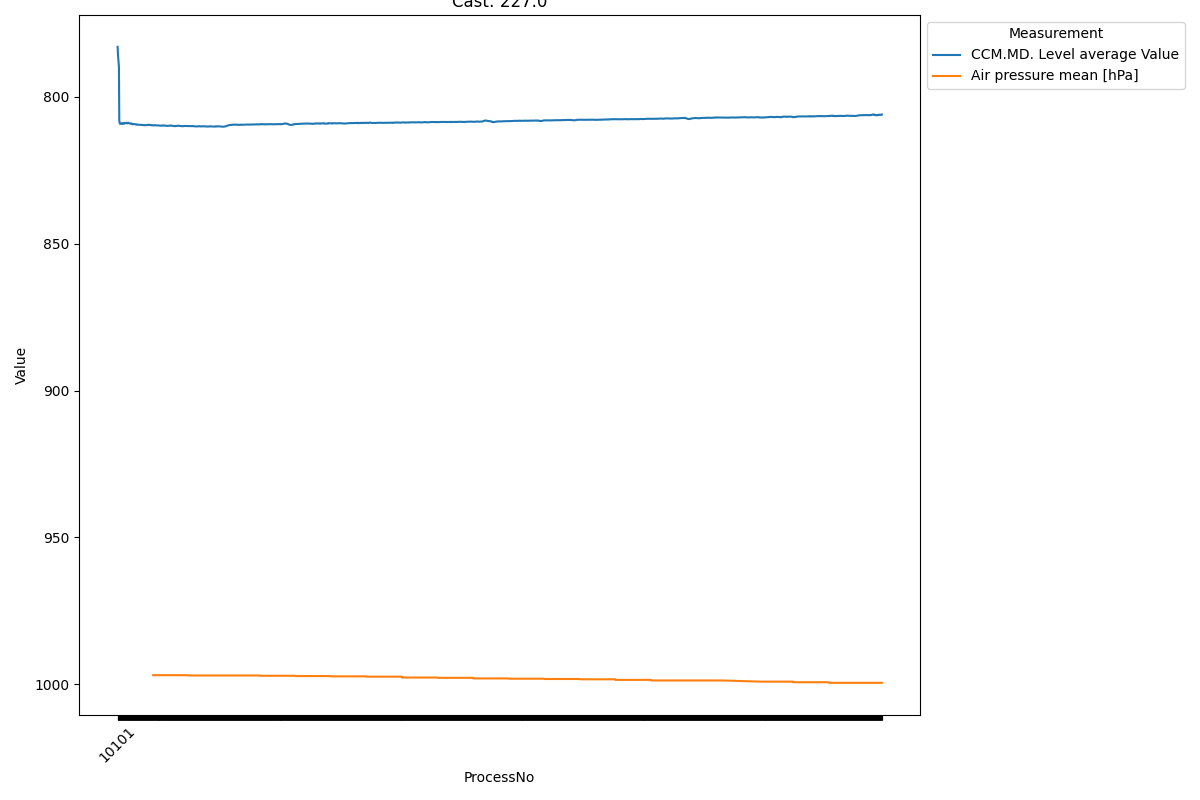 Cast: 227.0
Measurement
CCM.MD. Level average Value
Air pressure mean [hPa]
800
850
900
950
1000
Value
10101
ProcessNo